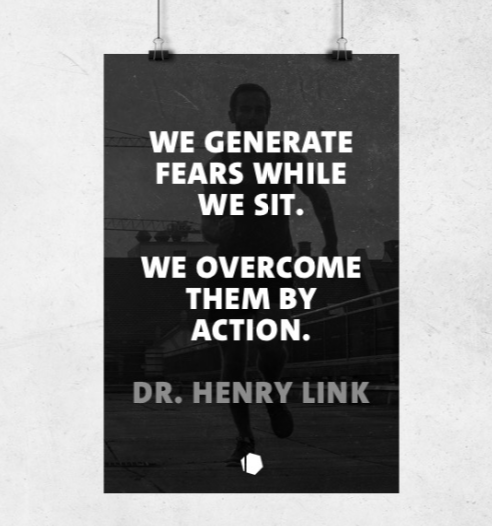 WE GENERATE
FEARS WHILE
WE SIT.
WE OVERCOME
THEM BY
ACTION.
DR. HENRY LINK